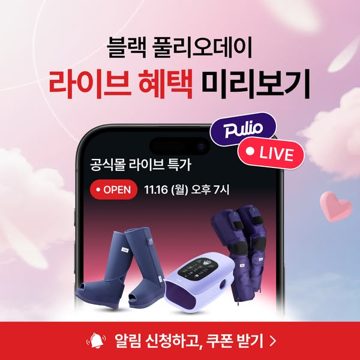 블랙 풀리오데이
라이브 혜택 미리보기
Pulio
LIVE
공식몰 라이브 특가
OPEN 11.16 (월) 오후 7시
알림 신청하고, 쿠폰 받기 >